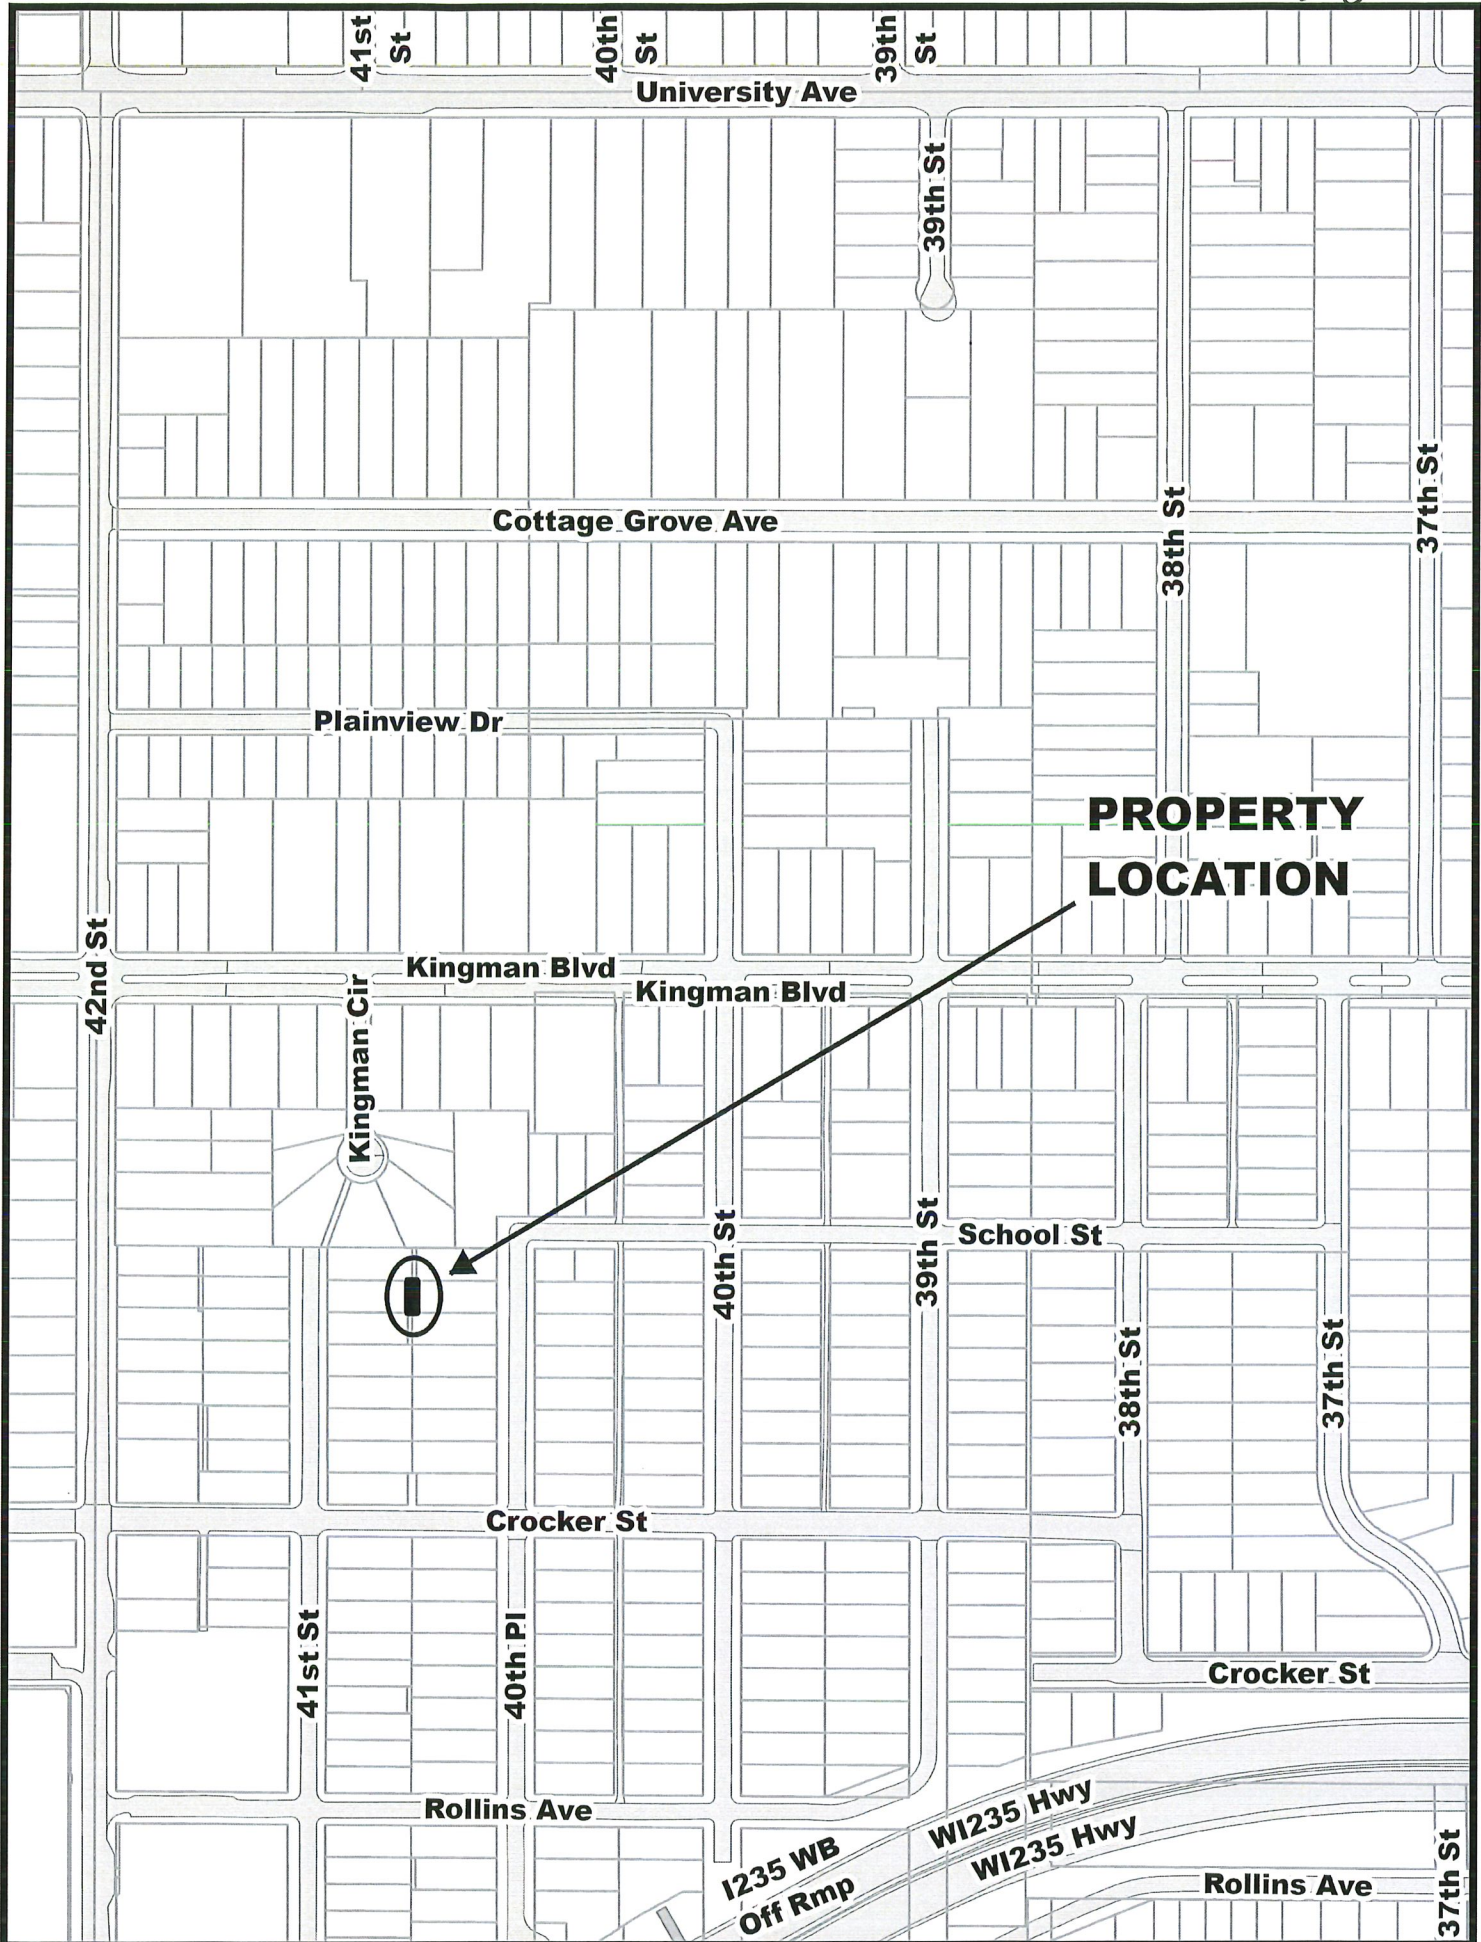 41st
St
40th
St
39th
St
University Ave
39th St
37th St
38th St
Cottage Grove Ave
Plainview Dr
PROPERTY
LOCATION
42nd St
Kingman Blvd
Kingman Blvd
Kingman Cir
40th St
39th St
School St
38th St
37th St
Crocker St
41st St
40th Pl
Crocker St
Rollins Ave
WI235 Hwy
WI235 Hwy
I235 WB
Off Rmp
Rollins Ave
37th St